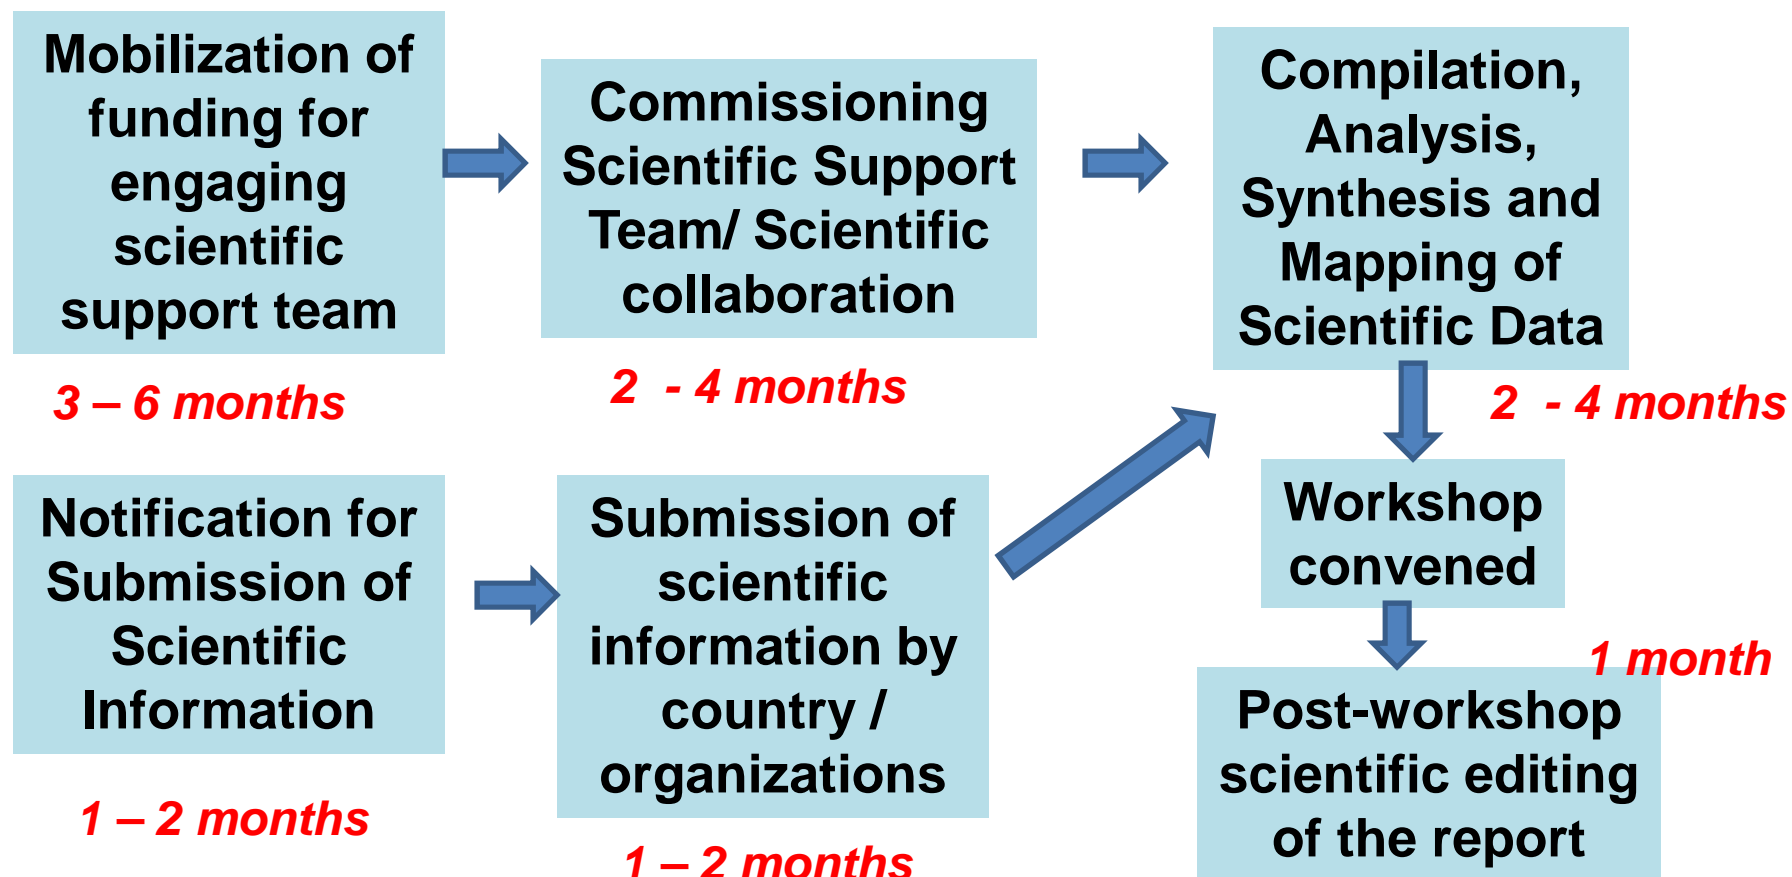 Mobilization of
funding for
engaging
scientific
support team
3 – 6 months
Commissioning
Scientific Support
Team/ Scientific
collaboration
2  - 4 months
Compilation,
Analysis,
Synthesis and
Mapping of
Scientific Data
2  - 4 months
Notification for
Submission of
Scientific
Information
1 – 2 months
Submission of
scientific
information by
country /
organizations
1 – 2 months
Workshop
convened
1 month
Post-workshop
scientific editing
of the report